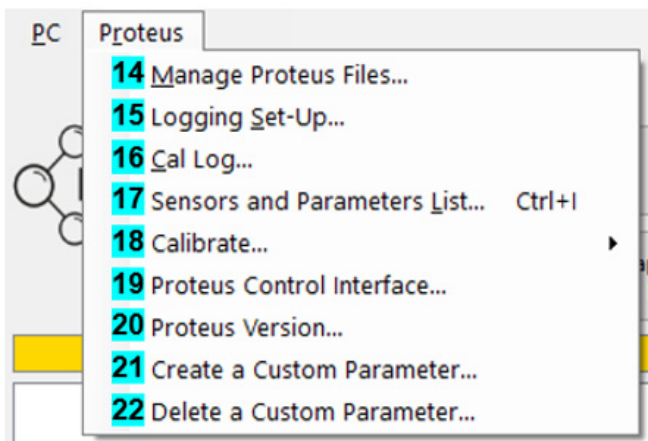 PC Proteus
14 Manage Proteus Files...
15 Logging Set-Up...
16 Cal Log...
17 Sensors and Parameters List... Ctrl+I
18 Calibrate...
19 Proteus Control Interface...
20 Proteus Version...
21 Create a Custom Parameter...
22 Delete a Custom Parameter...